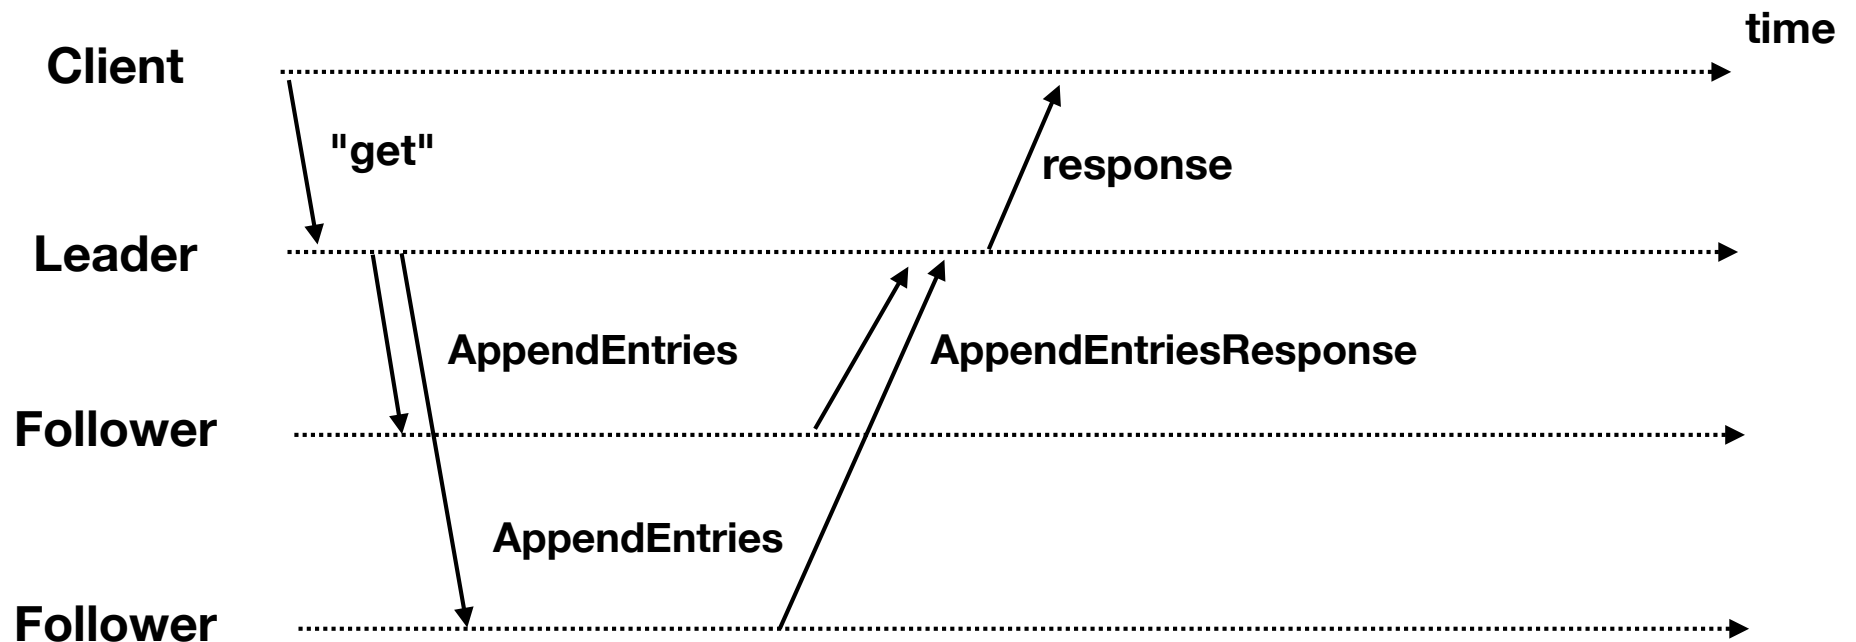 time
Client
"get"
response
Leader
AppendEntries
AppendEntriesResponse
Follower
AppendEntries
Follower